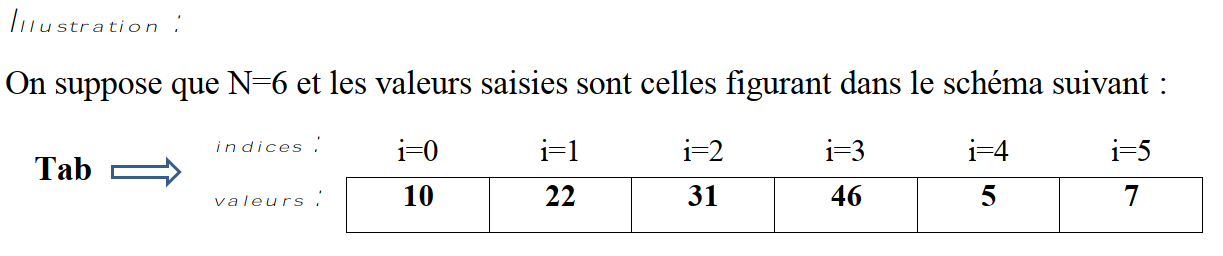 Illustration :
On suppose que N=6 et les valeurs saisies sont celles figurant dans le schéma suivant :
indices : i=0 i=1 i=2 i=3 i=4 i=5
Tab
valeurs : 10 22 31 46 5 7